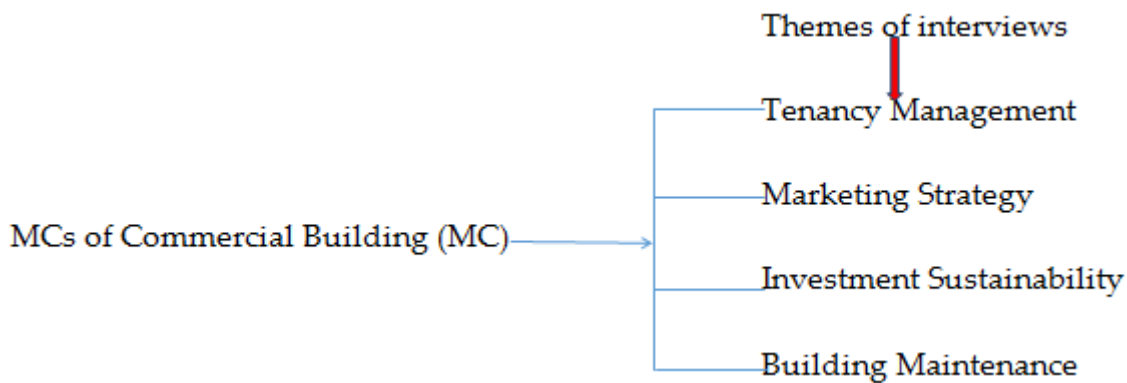 Themes of interviews
Tenancy Management
Marketing Strategy
MCs of Commercial Building (MC)
Investment Sustainability
Building Maintenance